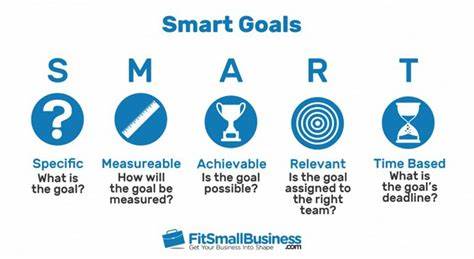 Smart Goals
S M A R T
?
Specific
What is
the goal?
Measureable
How will
the goal be
measured?
Achievable
Is the goal
possible?
Relevant
Is the goal
assigned to
the right
team?
Time Based
What is
the goal's
deadline?
FitSmallBusiness
.com
Get Your Business Into Shape